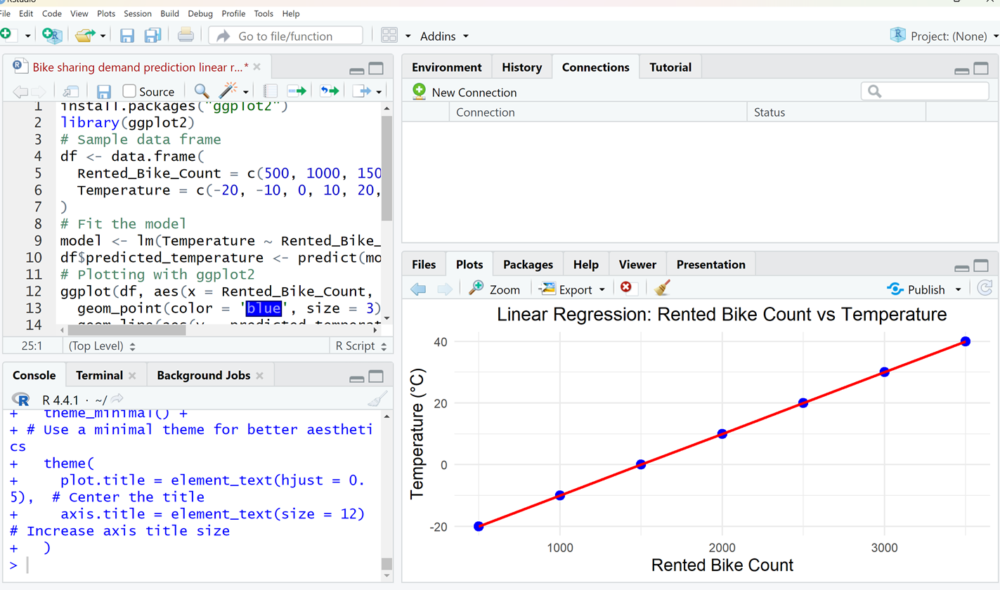 RStudio
File Edit Code View Plots Session Build Debug Profile Tools Help
Go to file/function
Addins
Project: (None)
Bike sharing demand prediction linear r...*
Source
1 install.packages("ggplot2")
2 library(ggplot2)
3 # Sample data frame
4 df <- data.frame(
5 Rented_Bike_Count = c(500, 1000, 150
6 Temperature = c(-20, -10, 0, 10, 20,
7 )
8 # Fit the model
9 model <- lm(Temperature ~ Rented_Bike_
10 df$predicted_temperature <- predict(mo
11 # Plotting with ggplot2
12 ggplot(df, aes(x = Rented_Bike_Count,
13 geom_point(color = 'blue', size = 3)
14 geom_line(aes(y = predicted_temperat
25:1 (Top Level) R Script
Console Terminal Background Jobs
R 4.4.1 · ~/
+ theme_minimal() +
+ # Use a minimal theme for better aestheti
cs
+ theme(
+ plot.title = element_text(hjust = 0.
5), # Center the title
+ axis.title = element_text(size = 12)
# Increase axis title size
+ )
>
Environment History Connections Tutorial
New Connection
Connection Status
Files Plots Packages Help Viewer Presentation
Zoom Export Publish
Linear Regression: Rented Bike Count vs Temperature
Temperature (°C)
40
20
0
-20
1000 2000 3000
Rented Bike Count